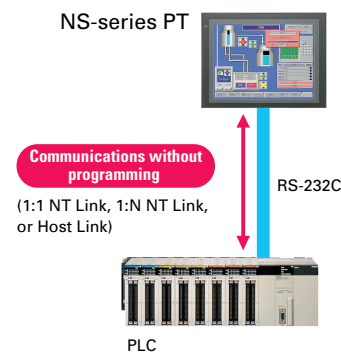 NS-series PT
Communications without
programming
(1:1 NT Link, 1:N NT Link,
or Host Link)
RS-232C
PLC